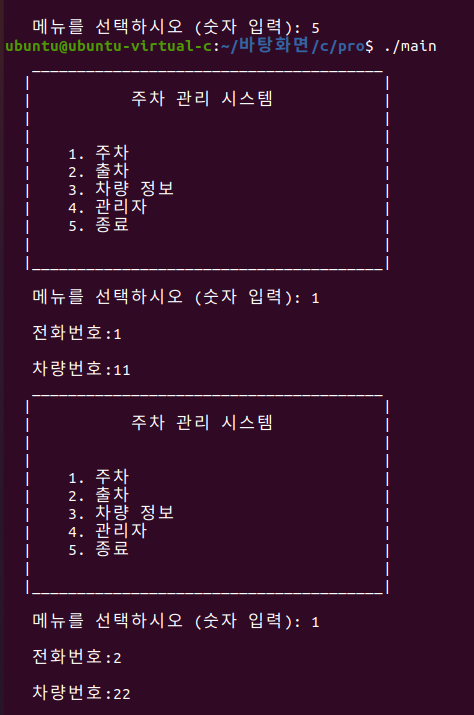 메뉴를 선택하시오 (숫자 입력): 5
ubuntu@ubuntu-virtual-c:~/바탕화면/c/pro$ ./main
주차 관리 시스템
1. 주차
2. 출차
3. 차량 정보
4. 관리자
5. 종료
메뉴를 선택하시오 (숫자 입력): 1
전화번호:1
차량번호:11
주차 관리 시스템
1. 주차
2. 출차
3. 차량 정보
4. 관리자
5. 종료
메뉴를 선택하시오 (숫자 입력): 1
전화번호:2
차량번호:22